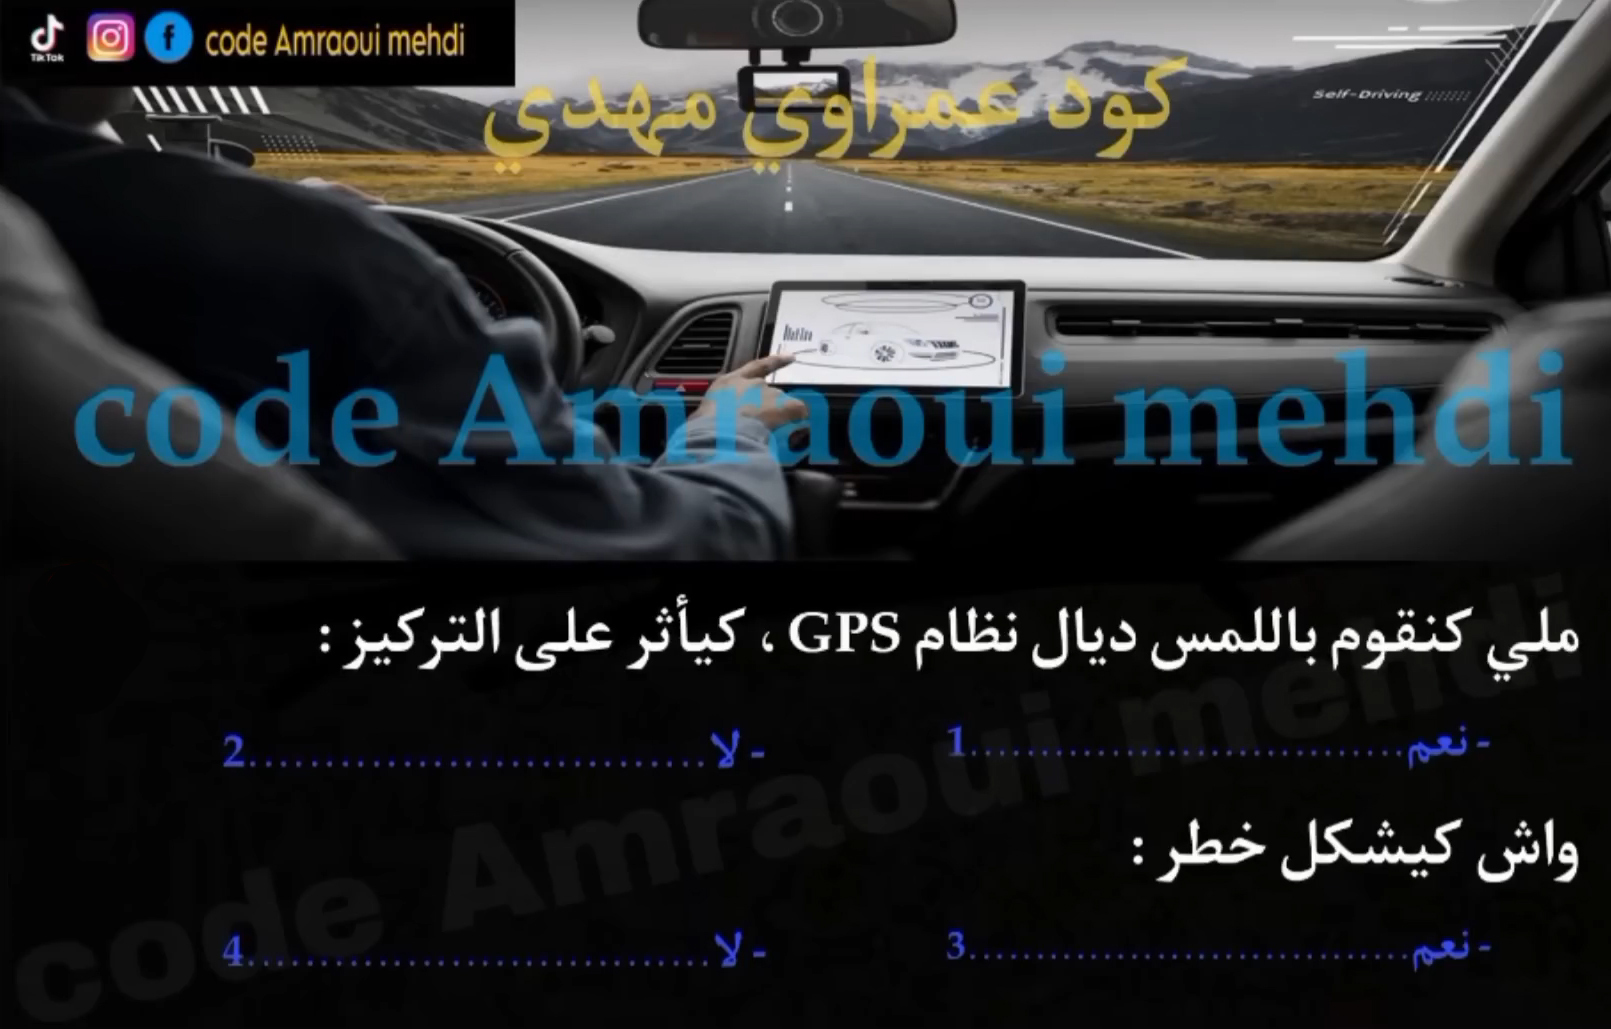 TikTok
code Amraoui mehdi
كود عمراوي مهدي
Self-Driving
code Amraoui mehdi
ملي كنقوم باللمس ديال نظام GPS ، كيأثر على التركيز :
- نعم................................1 - لا................................2
واش كيشكل خطر :
- نعم................................3 - لا................................4
code Amraoui mehdi